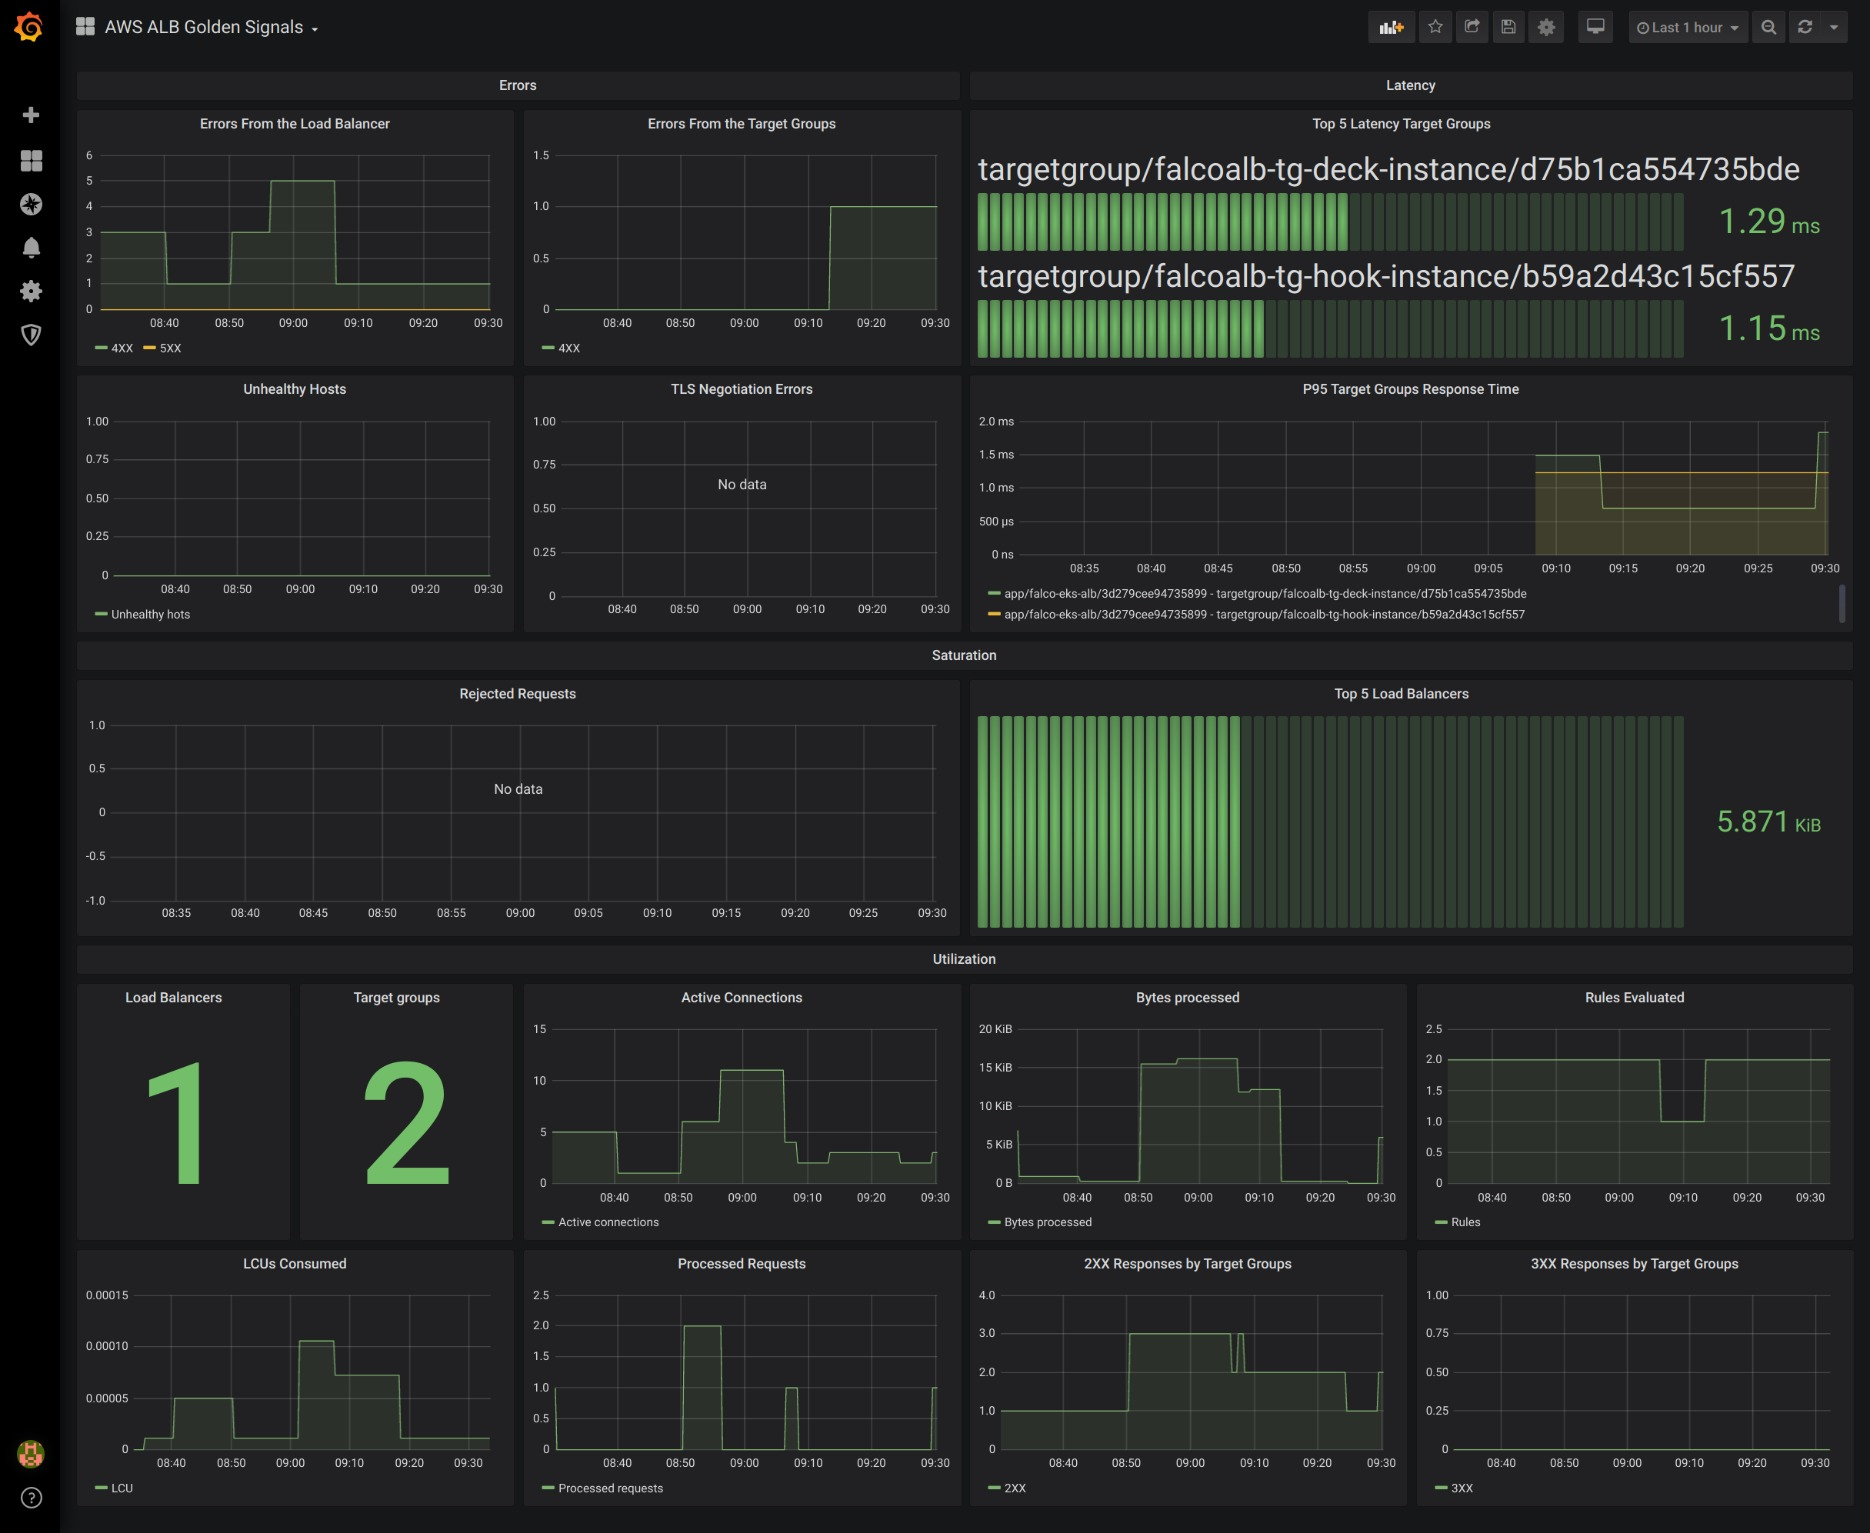 AWS ALB Golden Signals
Last 1 hour
Errors
Latency
Errors From the Load Balancer
6
5
4
3
2
1
0
08:40 08:50 09:00 09:10 09:20 09:30
4XX 5XX
Errors From the Target Groups
1.5
1.0
0.5
0
08:40 08:50 09:00 09:10 09:20 09:30
4XX
Top 5 Latency Target Groups
targetgroup/falcoalb-tg-deck-instance/d75b1ca554735bde
1.29 ms
targetgroup/falcoalb-tg-hook-instance/b59a2d43c15cf557
1.15 ms
Unhealthy Hosts
1.00
0.75
0.50
0.25
0
08:40 08:50 09:00 09:10 09:20 09:30
Unhealthy hots
TLS Negotiation Errors
1.00
0.75
No data
0.50
0.25
0
08:40 08:50 09:00 09:10 09:20 09:30
P95 Target Groups Response Time
2.0 ms
1.5 ms
1.0 ms
500 µs
0 ns
08:35 08:40 08:45 08:50 08:55 09:00 09:05 09:10 09:15 09:20 09:25 09:30
app/falco-eks-alb/3d279cee94735899 - targetgroup/falcoalb-tg-deck-instance/d75b1ca554735bde
app/falco-eks-alb/3d279cee94735899 - targetgroup/falcoalb-tg-hook-instance/b59a2d43c15cf557
Saturation
Rejected Requests
1.0
0.5
No data
0
-0.5
-1.0
08:35 08:40 08:45 08:50 08:55 09:00 09:05 09:10 09:15 09:20 09:25 09:30
Top 5 Load Balancers
5.871 KiB
Utilization
Load Balancers
1
Target groups
2
Active Connections
15
10
5
0
08:40 08:50 09:00 09:10 09:20 09:30
Active connections
Bytes processed
20 KiB
15 KiB
10 KiB
5 KiB
0 B
08:40 08:50 09:00 09:10 09:20 09:30
Bytes processed
Rules Evaluated
2.5
2.0
1.5
1.0
0.5
0
08:40 08:50 09:00 09:10 09:20 09:30
Rules
LCUs Consumed
0.00015
0.00010
0.00005
0
08:40 08:50 09:00 09:10 09:20 09:30
LCU
Processed Requests
2.5
2.0
1.5
1.0
0.5
0
08:40 08:50 09:00 09:10 09:20 09:30
Processed requests
2XX Responses by Target Groups
4.0
3.0
2.0
1.0
0
08:40 08:50 09:00 09:10 09:20 09:30
2XX
3XX Responses by Target Groups
1.00
0.75
0.50
0.25
0
08:40 08:50 09:00 09:10 09:20 09:30
3XX